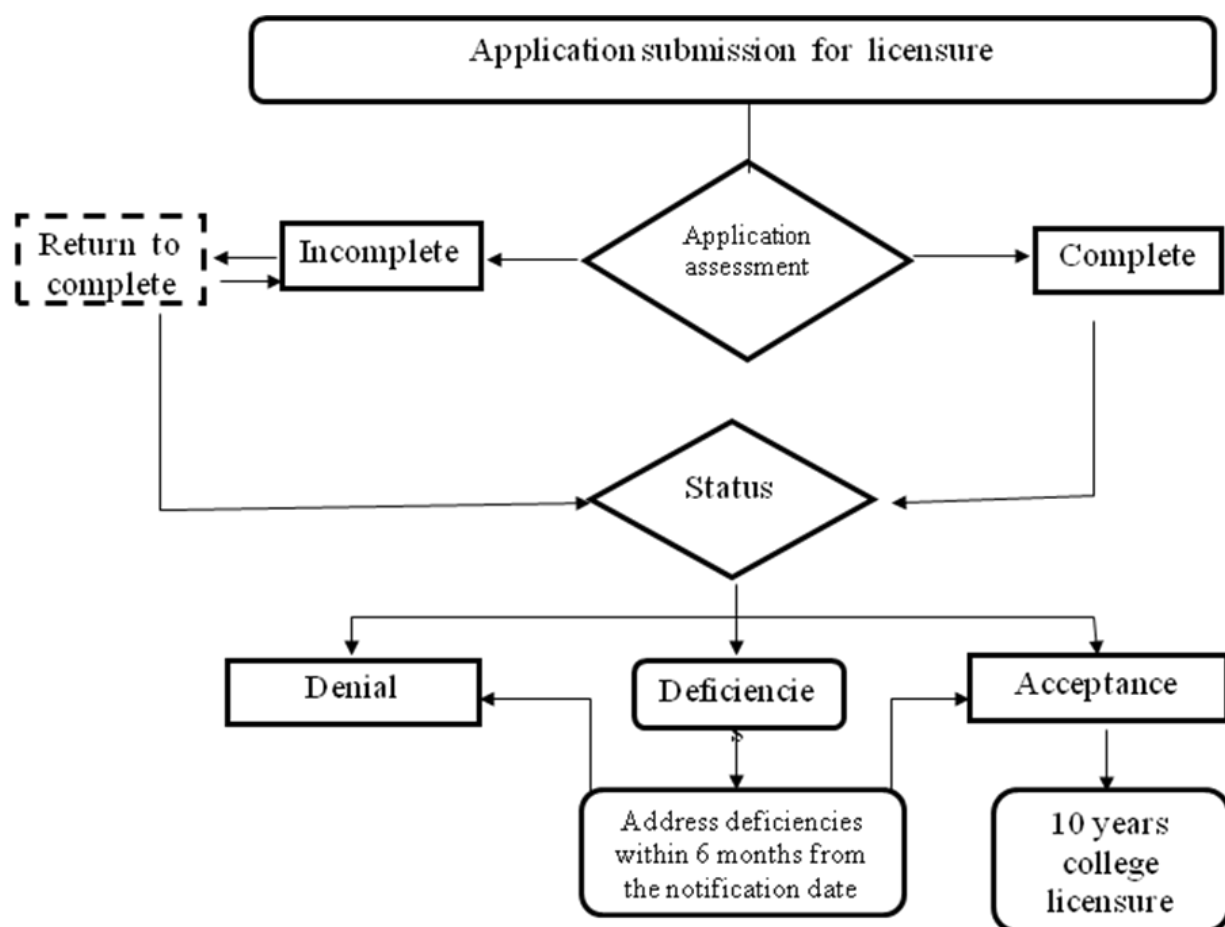 Application submission for licensure
Application
assessment
Return to
complete
Incomplete
Complete
Status
Denial
Deficiencie
s
Acceptance
Address deficiencies
within 6 months from
the notification date
10 years
college
licensure